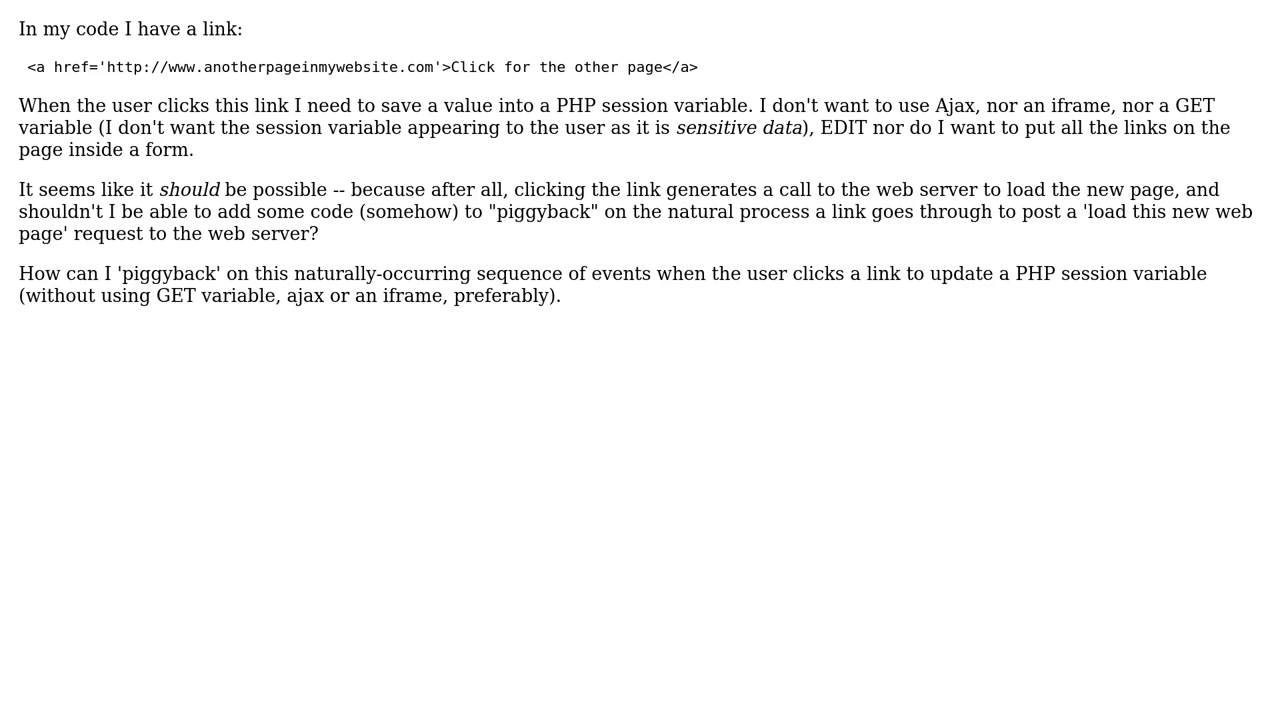 In my code I have a link:
<a href='http://www.anotherpageinmywebsite.com'>Click for the other page</a>
When the user clicks this link I need to save a value into a PHP session variable. I don't want to use Ajax, nor an iframe, nor a GET
variable (I don't want the session variable appearing to the user as it is sensitive data), EDIT nor do I want to put all the links on the
page inside a form.
It seems like it should be possible -- because after all, clicking the link generates a call to the web server to load the new page, and
shouldn't I be able to add some code (somehow) to "piggyback" on the natural process a link goes through to post a 'load this new web
page' request to the web server?
How can I 'piggyback' on this naturally-occurring sequence of events when the user clicks a link to update a PHP session variable
(without using GET variable, ajax or an iframe, preferably).